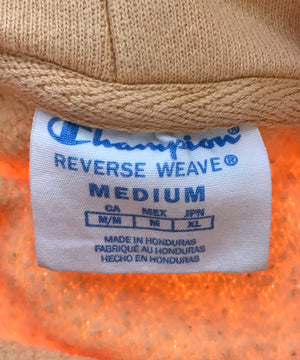 Champion®
REVERSE WEAVE®
MEDIUM
CA MEX JPN
M/M M XL
MADE IN HONDURAS
FABRIQUÉ AU HONDURAS
HECHO EN HONDURAS